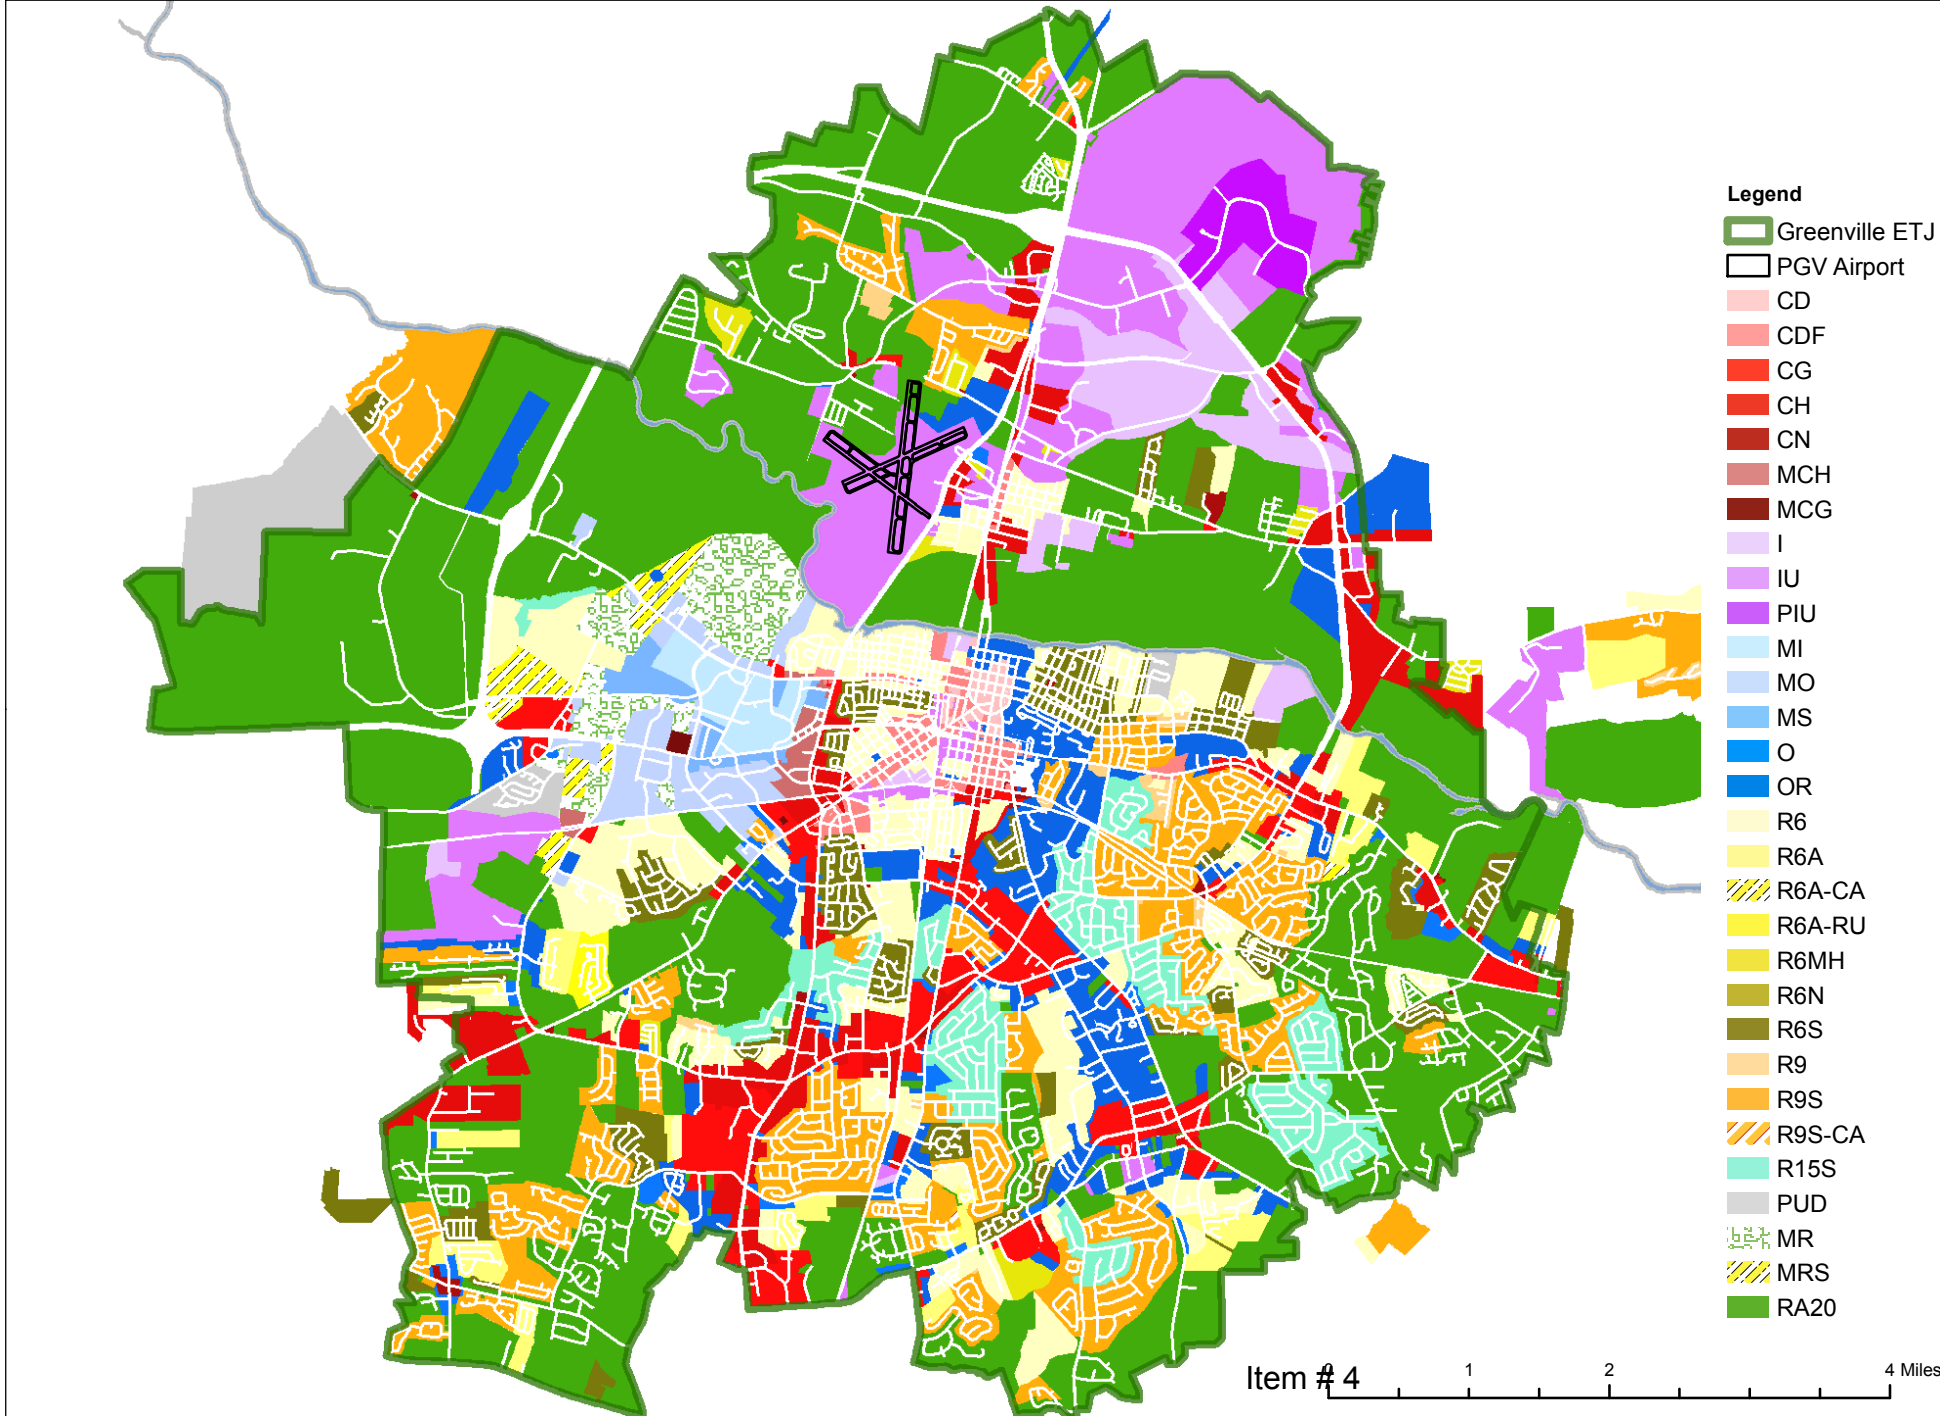 Legend
Greenville ETJ
PGV Airport
CD
CDF
CG
CH
CN
MCH
MCG
I
IU
PIU
MI
MO
MS
O
OR
R6
R6A
R6A-CA
R6A-RU
R6MH
R6N
R6S
R9
R9S
R9S-CA
R15S
PUD
MR
MRS
RA20
Item # 4
0 1 2 4 Miles